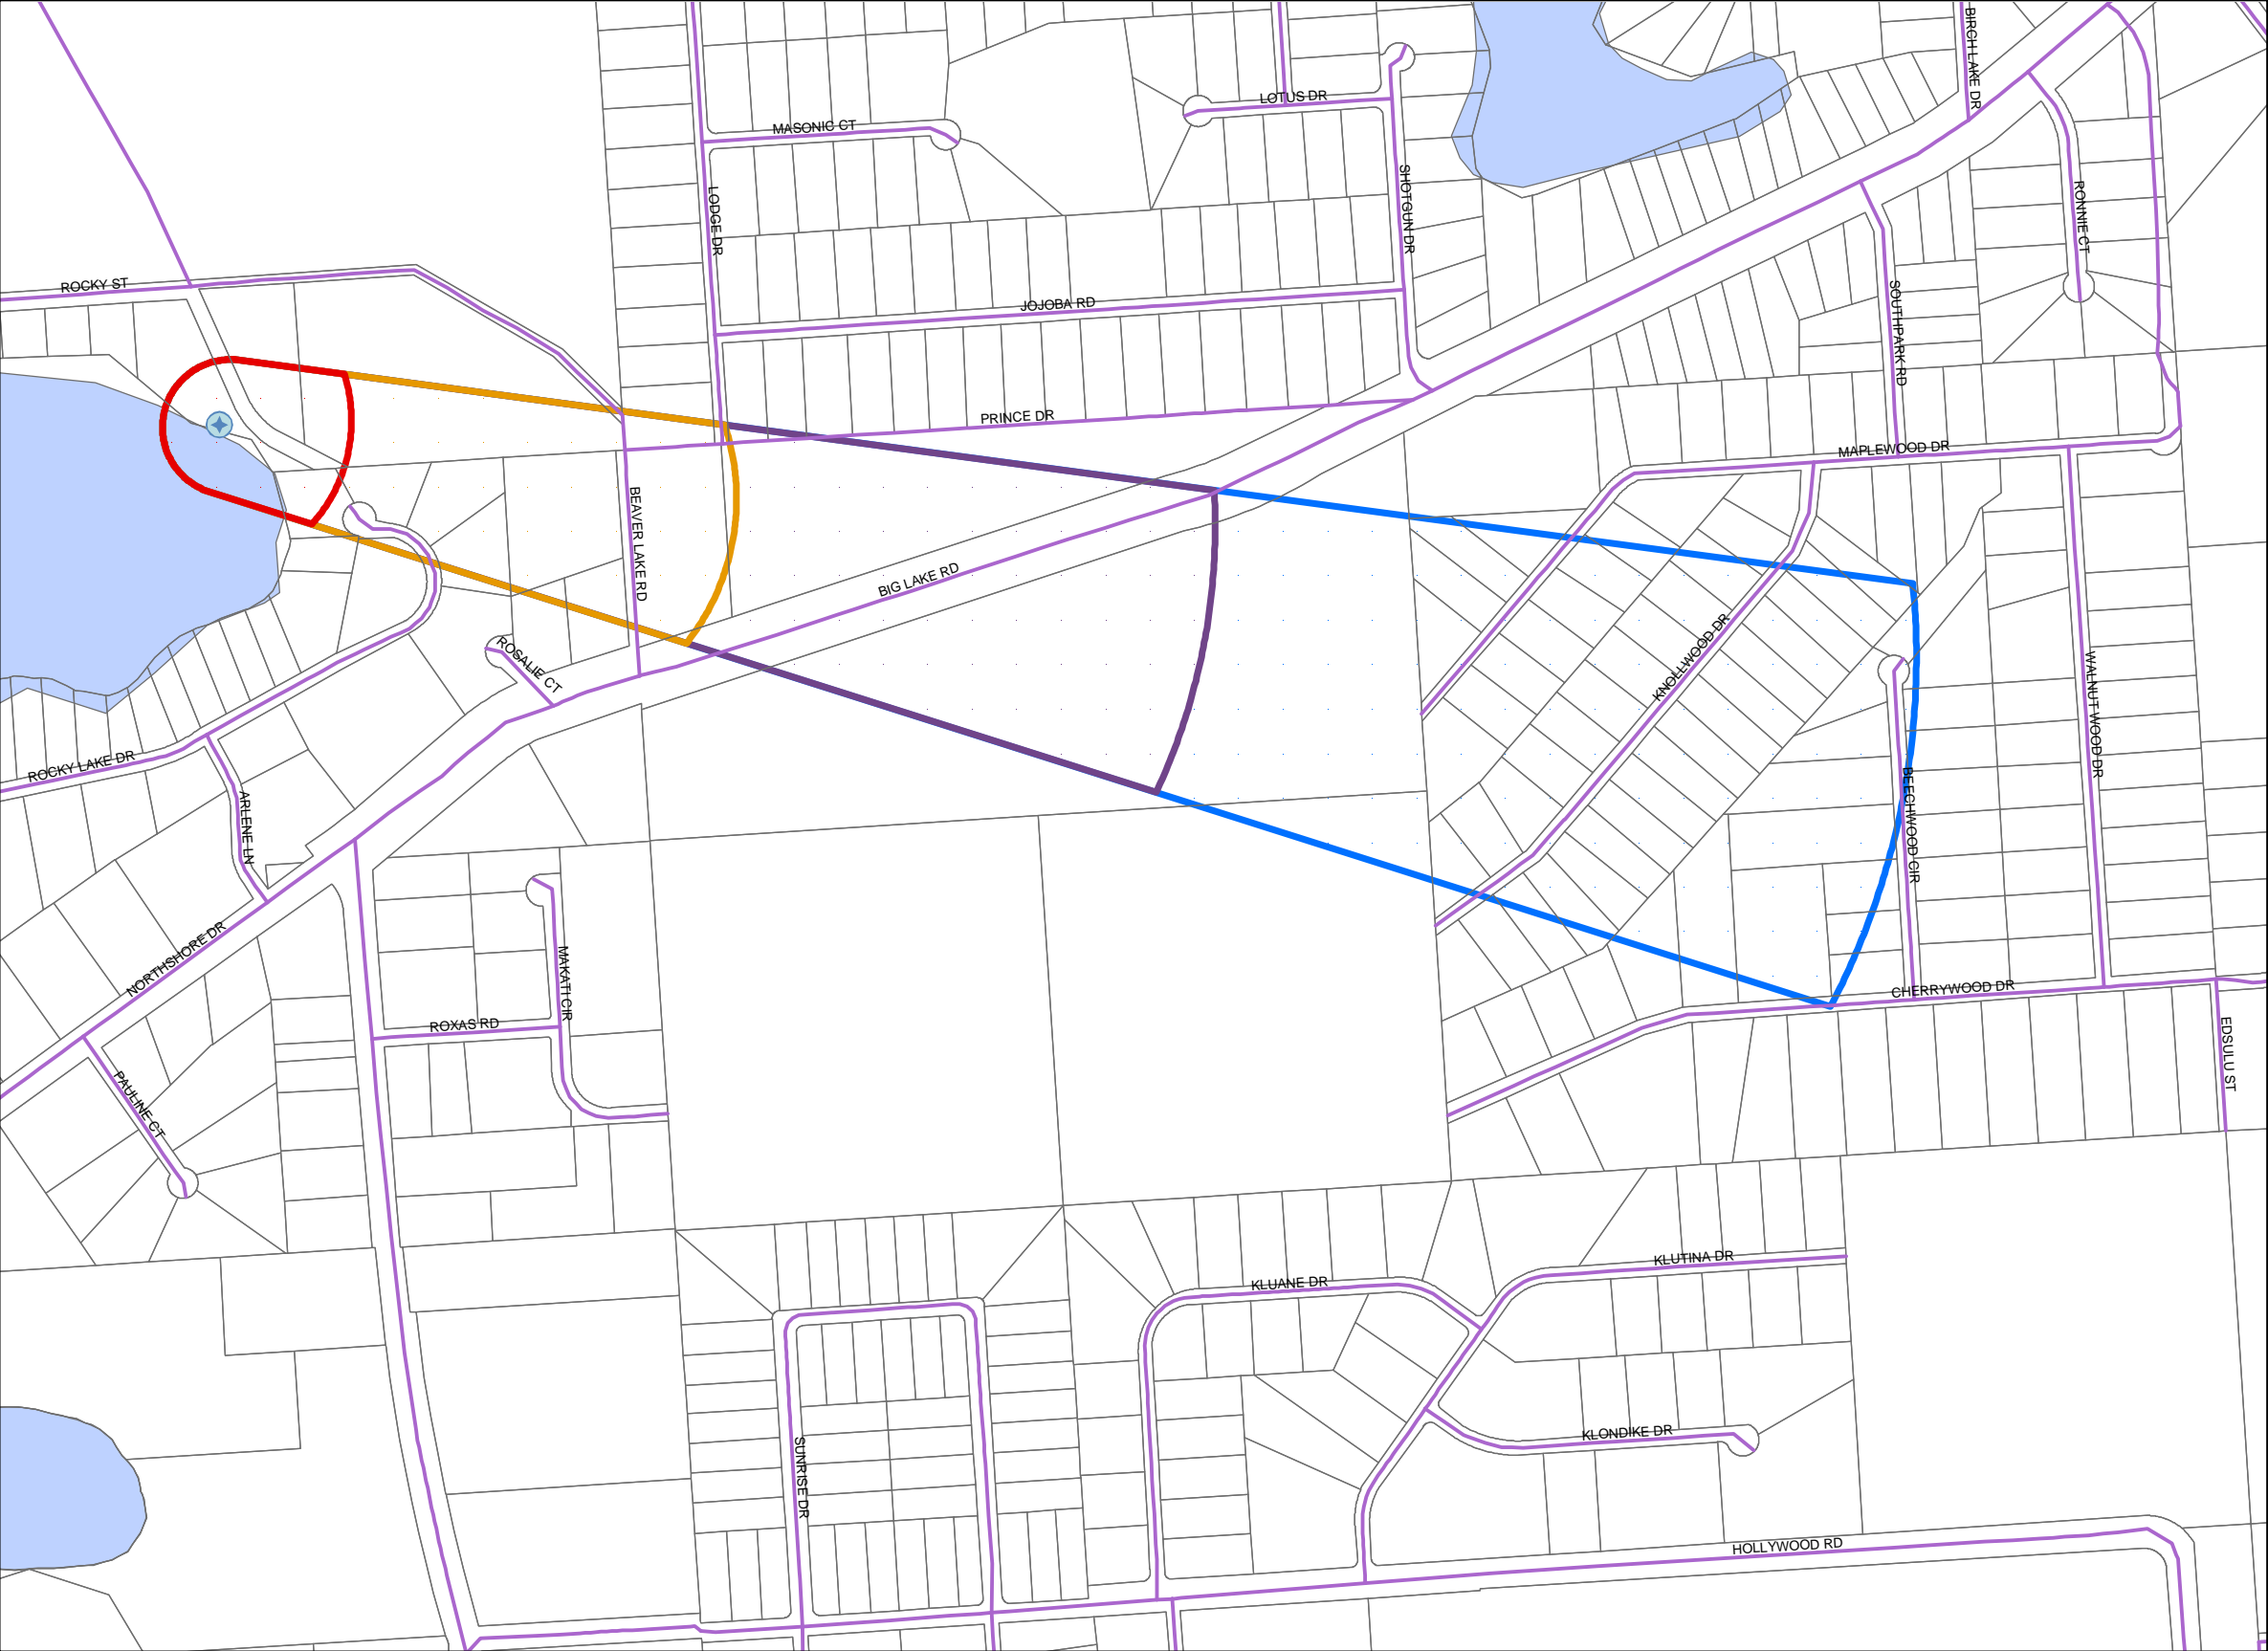 BIRCH LAKE DR
LOTUS DR
MASONIC CT
SHOTGUN DR
LODGE DR
RONNIE CT
ROCKY ST
JOJOBA RD
SOUTHPARK RD
PRINCE DR
MAPLEWOOD DR
BEAVER LAKE RD
BIG LAKE RD
ROSALIE CT
KNOLLWOOD DR
WALNUT WOOD DR
ROCKY LAKE DR
ARLENE LN
BEECHWOOD CIR
NORTHSHORE DR
MAKATI CIR
CHERRYWOOD DR
ROXAS RD
EDSULU ST
PAULINE CT
KLUTINA DR
KLUANE DR
KLONDIKE DR
SUNRISE DR
HOLLYWOOD RD